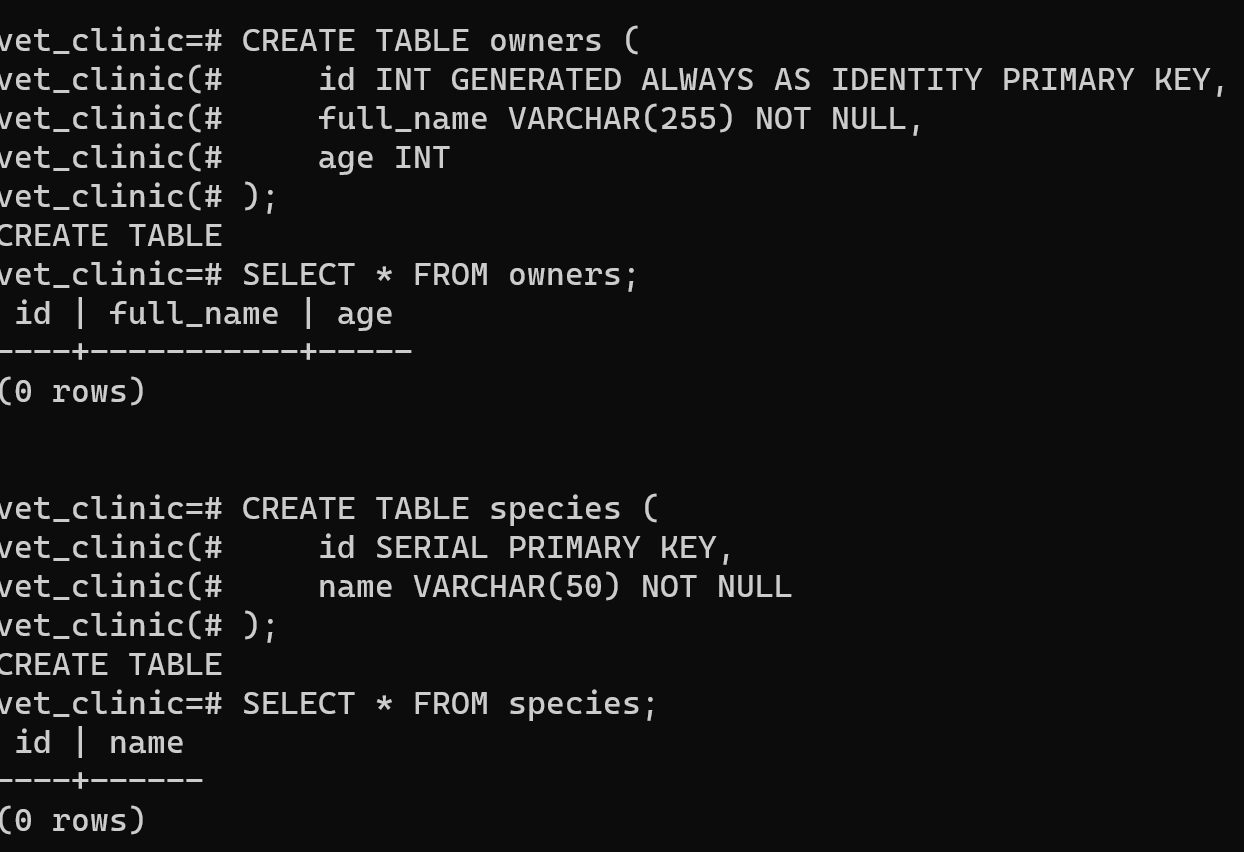 vet_clinic=# CREATE TABLE owners (
vet_clinic(#     id INT GENERATED ALWAYS AS IDENTITY PRIMARY KEY,
vet_clinic(#     full_name VARCHAR(255) NOT NULL,
vet_clinic(#     age INT
vet_clinic(# );
CREATE TABLE
vet_clinic=# SELECT * FROM owners;
 id | full_name | age
----+-----------+-----
(0 rows)

vet_clinic=# CREATE TABLE species (
vet_clinic(#     id SERIAL PRIMARY KEY,
vet_clinic(#     name VARCHAR(50) NOT NULL
vet_clinic(# );
CREATE TABLE
vet_clinic=# SELECT * FROM species;
 id | name
----+------
(0 rows)